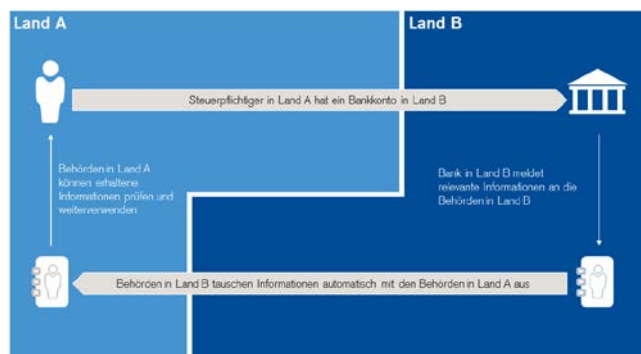 Land A
Land B
Steuerpflichtiger in Land A hat ein Bankkonto in Land B
Behörden in Land A
können erhaltene
Informationen prüfen und
weiterverwenden
Bank in Land B meldet
relevante Informationen an die
Behörden in Land B
Behörden in Land B tauschen Informationen automatisch mit den Behörden in Land A aus